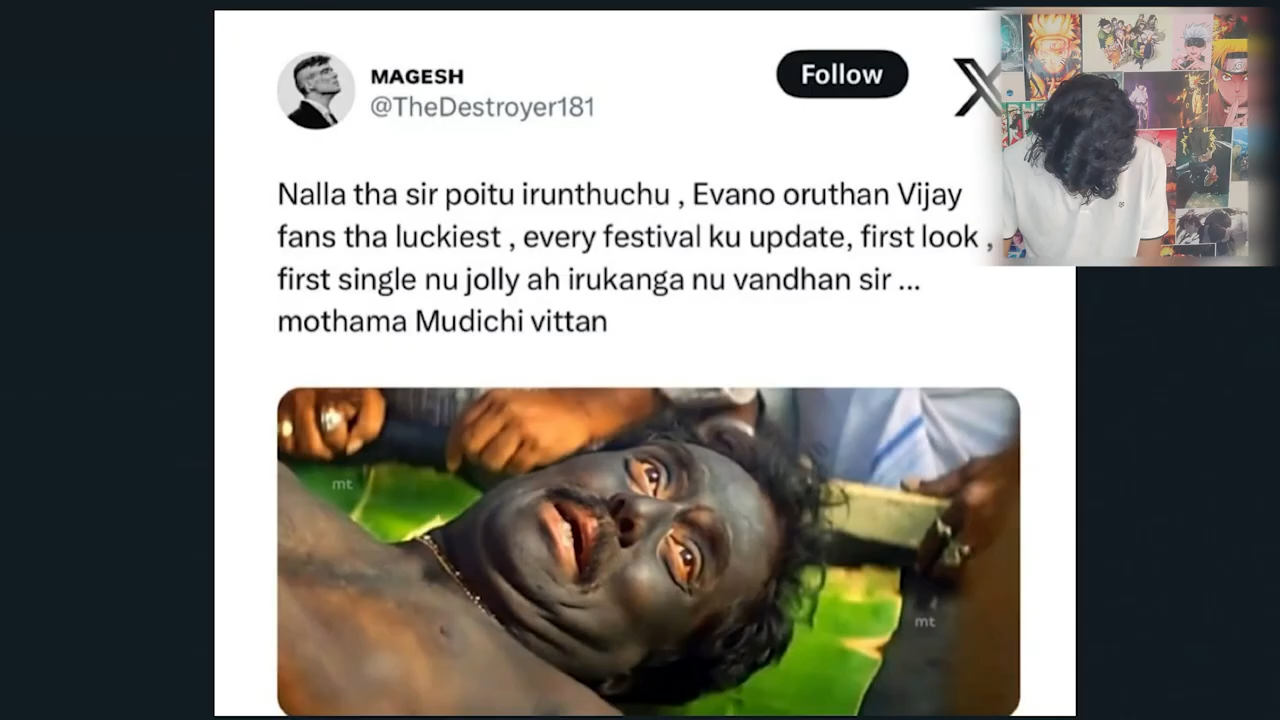 MAGESH
@TheDestroyer181
Follow
Nalla tha sir poitu irunthuchu , Evano oruthan Vijay
fans tha luckiest , every festival ku update, first look ,
first single nu jolly ah irukanga nu vandhan sir ...
mothama Mudichi vittan
mt
mt